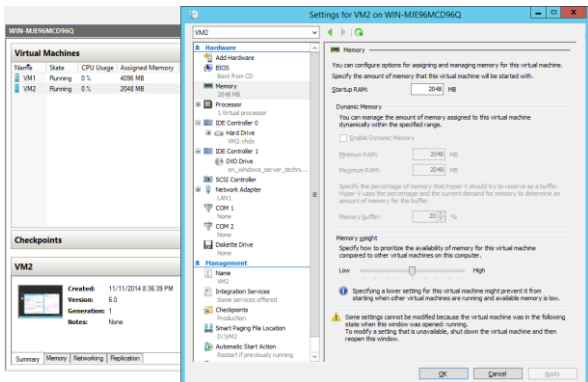 WIN-MJE96MCD96Q
Virtual Machines
Name State CPU Usage Assigned Memory
VM1 Running 0 % 4096 MB
VM2 Running 0 % 2048 MB
Checkpoints
VM2
Created: 11/11/2014 8:36:39 PM
Version: 6.0
Generation: 1
Notes: None
Summary Memory Networking Replication
Settings for VM2 on WIN-MJE96MCD96Q
VM2
Hardware
Add Hardware
BIOS
Boot from CD
Memory
2048 MB
Processor
1 Virtual processor
IDE Controller 0
Hard Drive
VM2.vhdx
IDE Controller 1
DVD Drive
en_windows_server_techni...
SCSI Controller
Network Adapter
LAN1
COM 1
None
COM 2
None
Diskette Drive
None
Management
Name
VM2
Integration Services
Some services offered
Checkpoints
Production
Smart Paging File Location
D:\VM2
Automatic Start Action
Restart if previously running
Memory
You can configure options for assigning and managing memory for this virtual machine.
Specify the amount of memory that this virtual machine will be started with.
Startup RAM: 2048 MB
Dynamic Memory
You can manage the amount of memory assigned to this virtual machine
dynamically within the specified range.
Enable Dynamic Memory
Minimum RAM: 2048 MB
Maximum RAM: 2048 MB
Specify the percentage of memory that Hyper-V should try to reserve as a buffer.
Hyper-V uses the percentage and the current demand for memory to determine an
amount of memory for the buffer.
Memory buffer: 20 %
Memory weight
Specify how to prioritize the availability of memory for this virtual machine
compared to other virtual machines on this computer.
Low High
Specifying a lower setting for this virtual machine might prevent it from
starting when other virtual machines are running and available memory is low.
Some settings cannot be modified because the virtual machine was in the following
state when this window was opened: running.
To modify a setting that is unavailable, shut down the virtual machine and then
reopen this window.
OK Cancel Apply